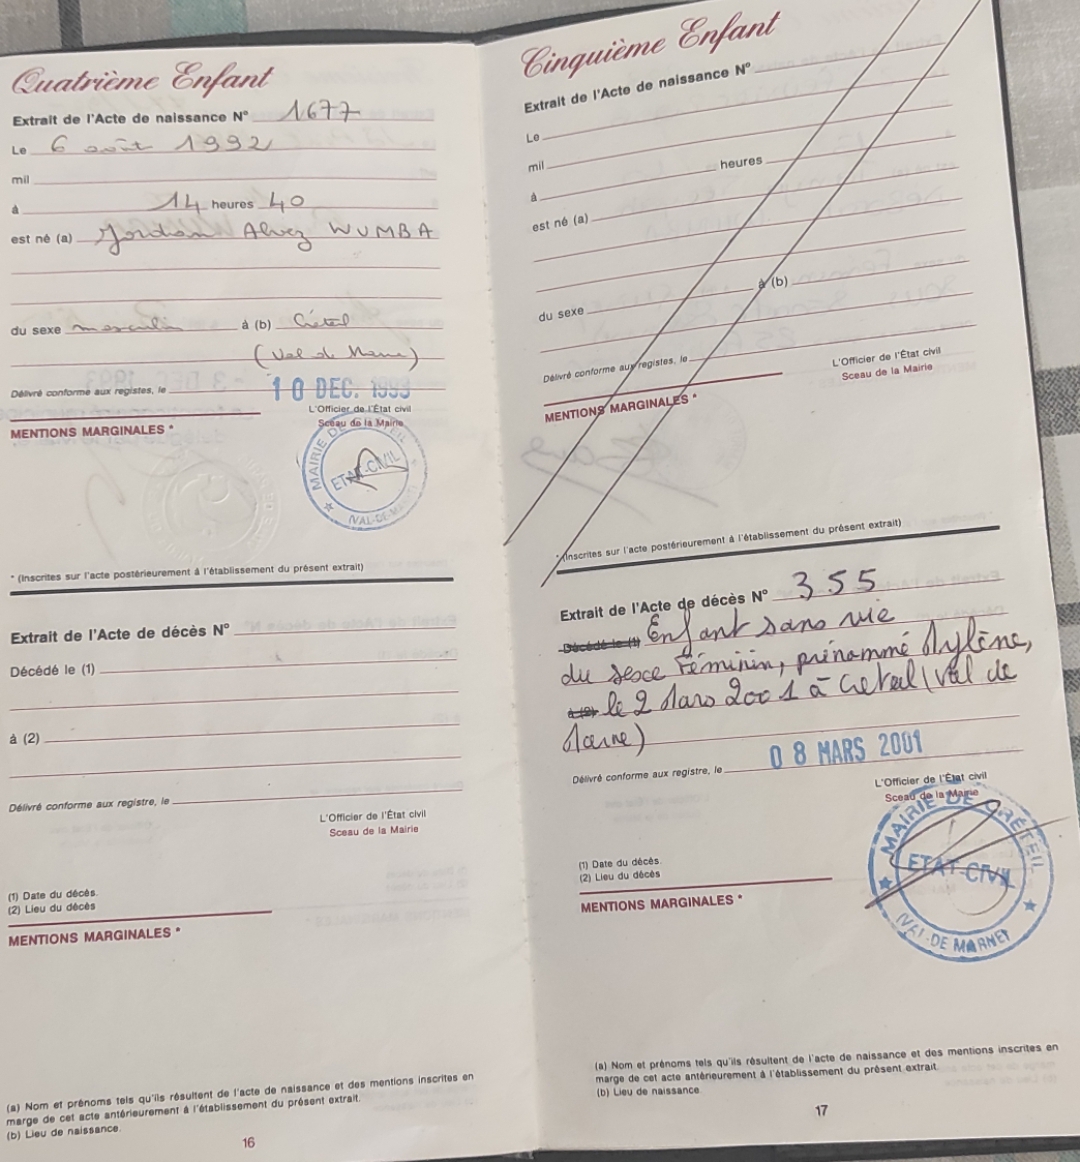 Quatrième Enfant
Extrait de l'Acte de naissance N° 1677
Le 6 août 1992
mil
à 14 heures 40
est né (a) Jordan Alvez WUMBA
du sexe masculin à (b) Créteil
(Val de Marne)
Délivré conforme aux registes, le 10 DEC. 1993
L'Officier de l'État civil
Sceau de la Mairie
MENTIONS MARGINALES *
MAIRIE DE CRÉTEIL
ETAT-CIVIL
(VAL-DE-MARNE)
* (Inscrites sur l'acte postérieurement à l'établissement du présent extrait)
Extrait de l'Acte de décès N°
Décédé le (1)
à (2)
Délivré conforme aux registre, le
L'Officier de l'État civil
Sceau de la Mairie
(1) Date du décès.
(2) Lieu du décès
MENTIONS MARGINALES *
(a) Nom et prénoms tels qu'ils résultent de l'acte de naissance et des mentions inscrites en
marge de cet acte antérieurement à l'établissement du présent extrait.
(b) Lieu de naissance.
16
Cinquième Enfant
Extrait de l'Acte de naissance N°
Le
mil
à heures
est né (a)
du sexe à (b)
Délivré conforme aux registes, le
L'Officier de l'État civil
Sceau de la Mairie
MENTIONS MARGINALES *
* (Inscrites sur l'acte postérieurement à l'établissement du présent extrait)
Extrait de l'Acte de décès N° 355
Décédé le (1) Enfant sans vie
du sexe Féminin, prénommé Mylène,
à (2) le 2 Mars 2001 à Créteil (Val de
Marne)
Délivré conforme aux registre, le 08 MARS 2001
L'Officier de l'État civil
Sceau de la Mairie
MAIRIE DE CRÉTEIL
ETAT-CIVIL
(VAL-DE-MARNE)
(1) Date du décès.
(2) Lieu du décès
MENTIONS MARGINALES *
(a) Nom et prénoms tels qu'ils résultent de l'acte de naissance et des mentions inscrites en
marge de cet acte antérieurement à l'établissement du présent extrait.
(b) Lieu de naissance
17